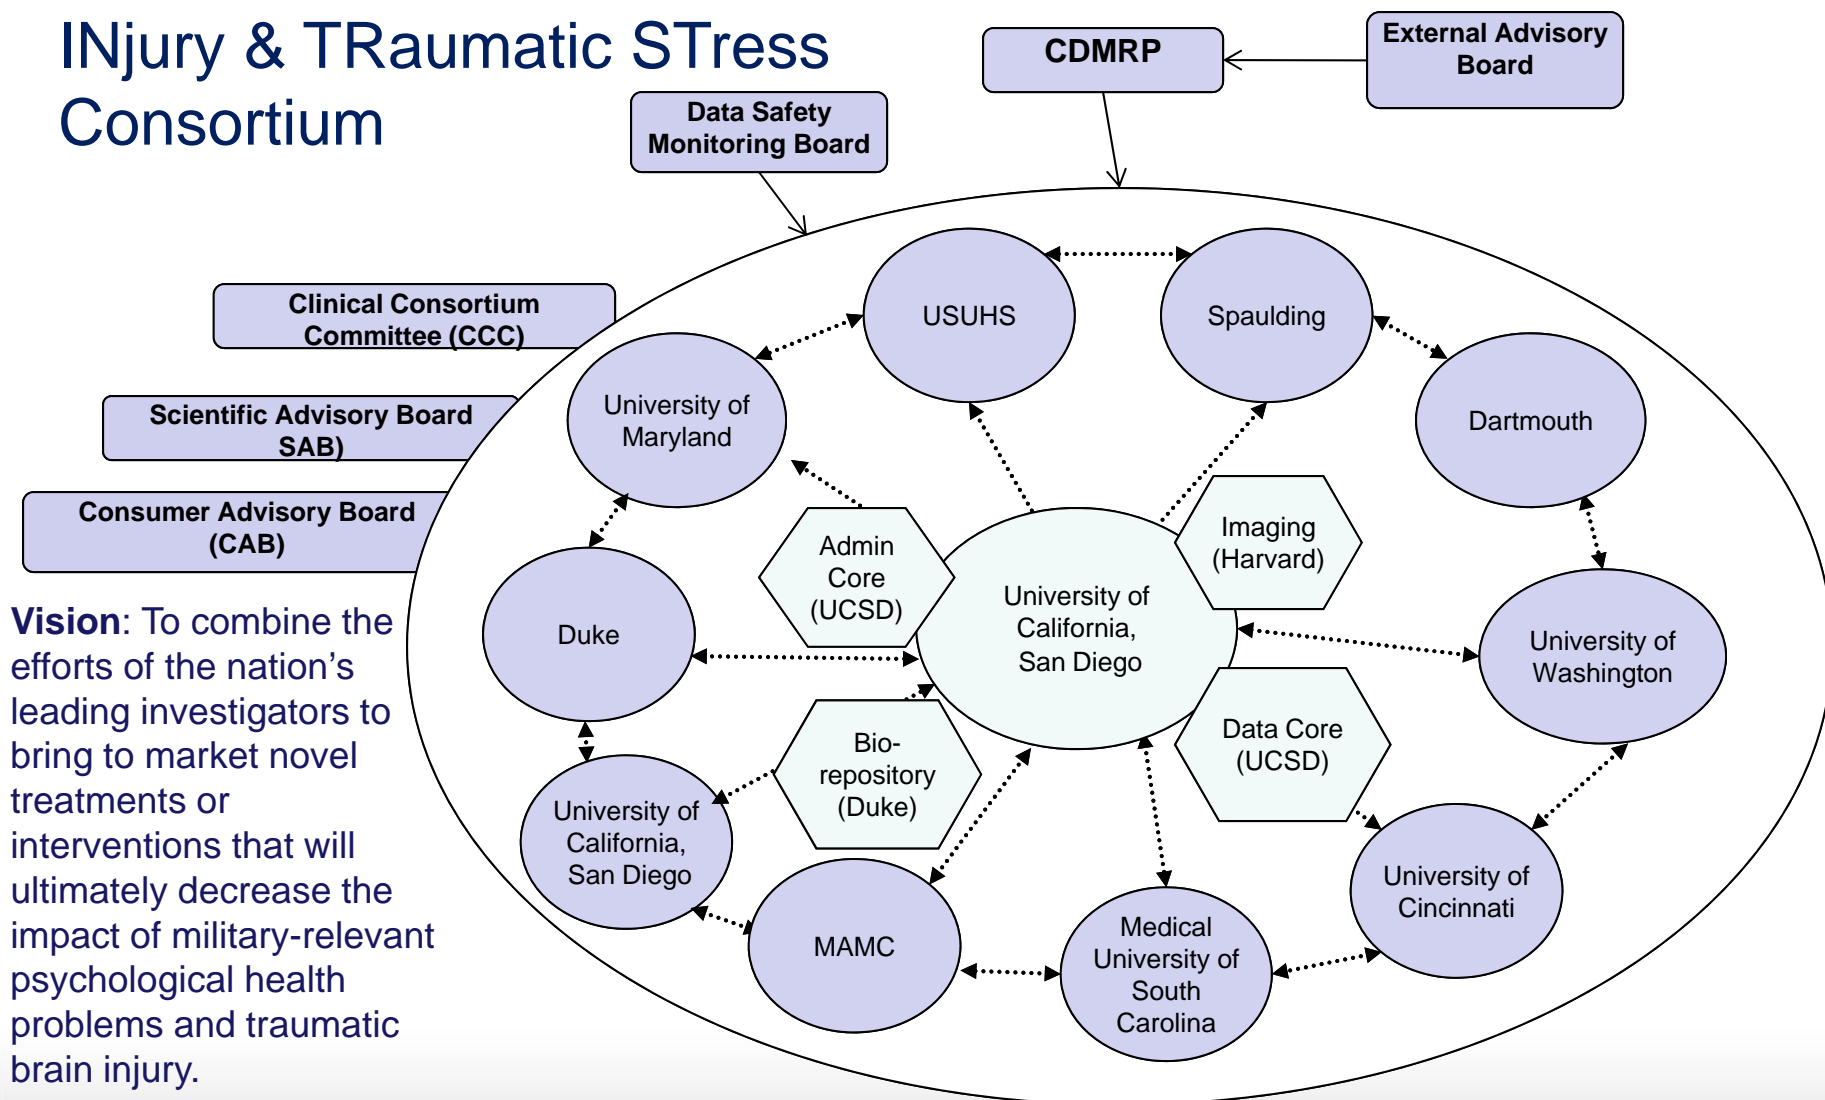 INjury & TRaumatic STress
Consortium
CDMRP
External Advisory
Board
Data Safety
Monitoring Board
Clinical Consortium
Committee (CCC)
Scientific Advisory Board
SAB)
Consumer Advisory Board
(CAB)
Vision: To combine the
efforts of the nation's
leading investigators to
bring to market novel
treatments or
interventions that will
ultimately decrease the
impact of military-relevant
psychological health
problems and traumatic
brain injury.
USUHS
Spaulding
University of
Maryland
Dartmouth
Admin
Core
(UCSD)
Imaging
(Harvard)
University of
California,
San Diego
Duke
University of
Washington
Bio-
repository
(Duke)
Data Core
(UCSD)
University of
California,
San Diego
MAMC
Medical
University of
South
Carolina
University of
Cincinnati